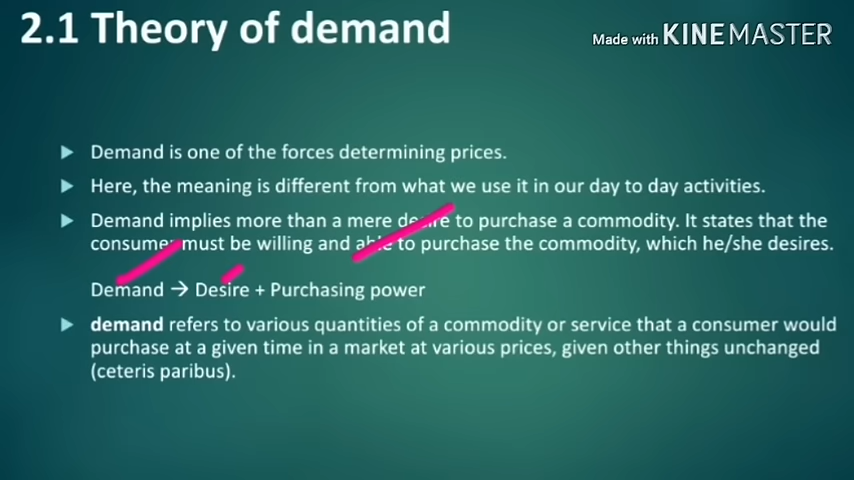 2.1 Theory of demand
Made with KINEMASTER
Demand is one of the forces determining prices.
Here, the meaning is different from what we use it in our day to day activities.
Demand implies more than a mere desire to purchase a commodity. It states that the
consumer must be willing and able to purchase the commodity, which he/she desires.
Demand → Desire + Purchasing power
demand refers to various quantities of a commodity or service that a consumer would
purchase at a given time in a market at various prices, given other things unchanged
(ceteris paribus).